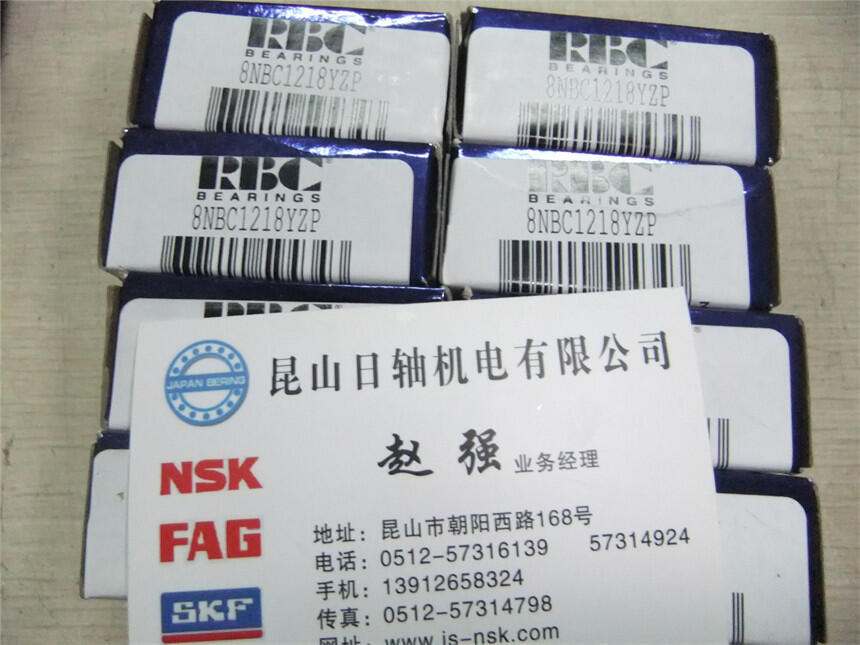 RBC
BEARINGS
8NBC1218YZP
RBC
BEARINGS
8NBC1218YZP
RBC
BEARINGS
8NBC1218YZP
RBC
BEARINGS
8NBC1218YZP
RBC
JAPAN BERING
昆山日轴机电有限公司
赵强 业务经理
NSK
FAG
SKF
地址：昆山市朝阳西路168号
电话：0512-57316139 57314924
手机：13912658324
传真：0512-57314798
网址：www.js-nsk.com